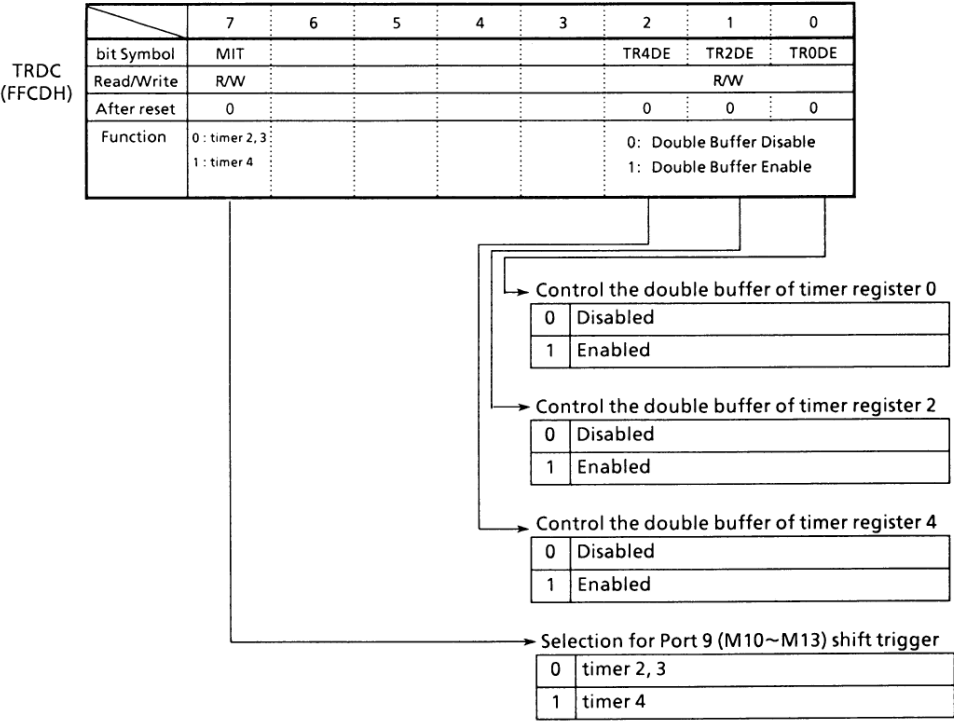 7 6 5 4 3 2 1 0
bit Symbol MIT TR4DE TR2DE TR0DE
TRDC
(FFCDH)
Read/Write R/W R/W
After reset 0 0 0 0
Function 0 : timer 2, 3 0: Double Buffer Disable
1 : timer 4 1: Double Buffer Enable
Control the double buffer of timer register 0
0 Disabled
1 Enabled
Control the double buffer of timer register 2
0 Disabled
1 Enabled
Control the double buffer of timer register 4
0 Disabled
1 Enabled
Selection for Port 9 (M10~M13) shift trigger
0 timer 2, 3
1 timer 4